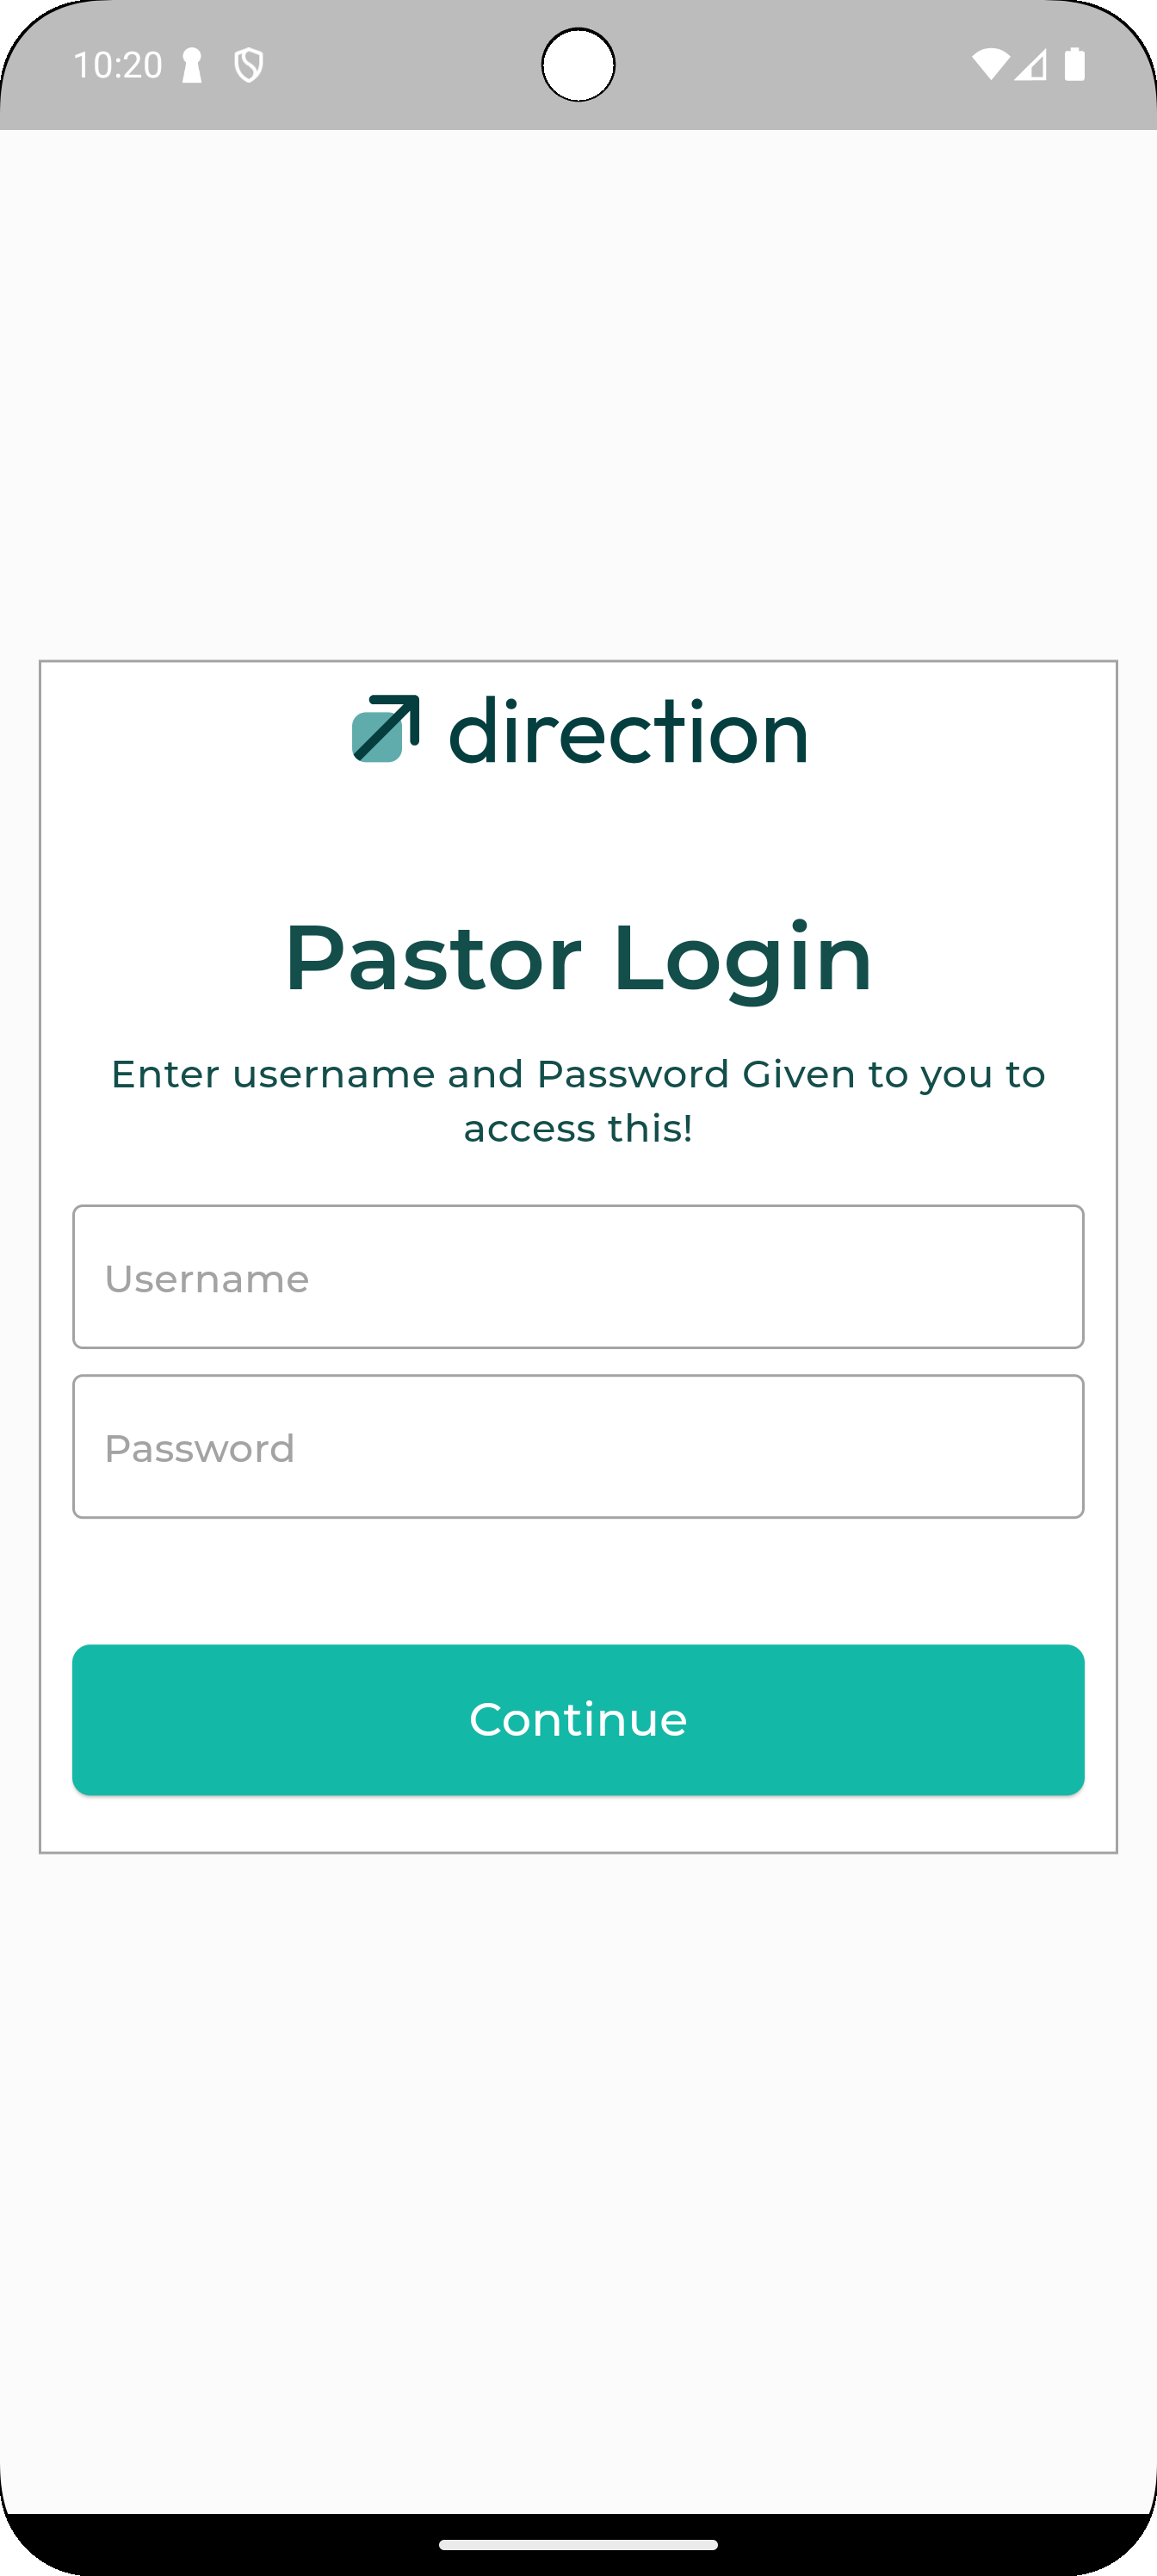 10:20
direction
Pastor Login
Enter username and Password Given to you to
access this!
Username
Password
Continue